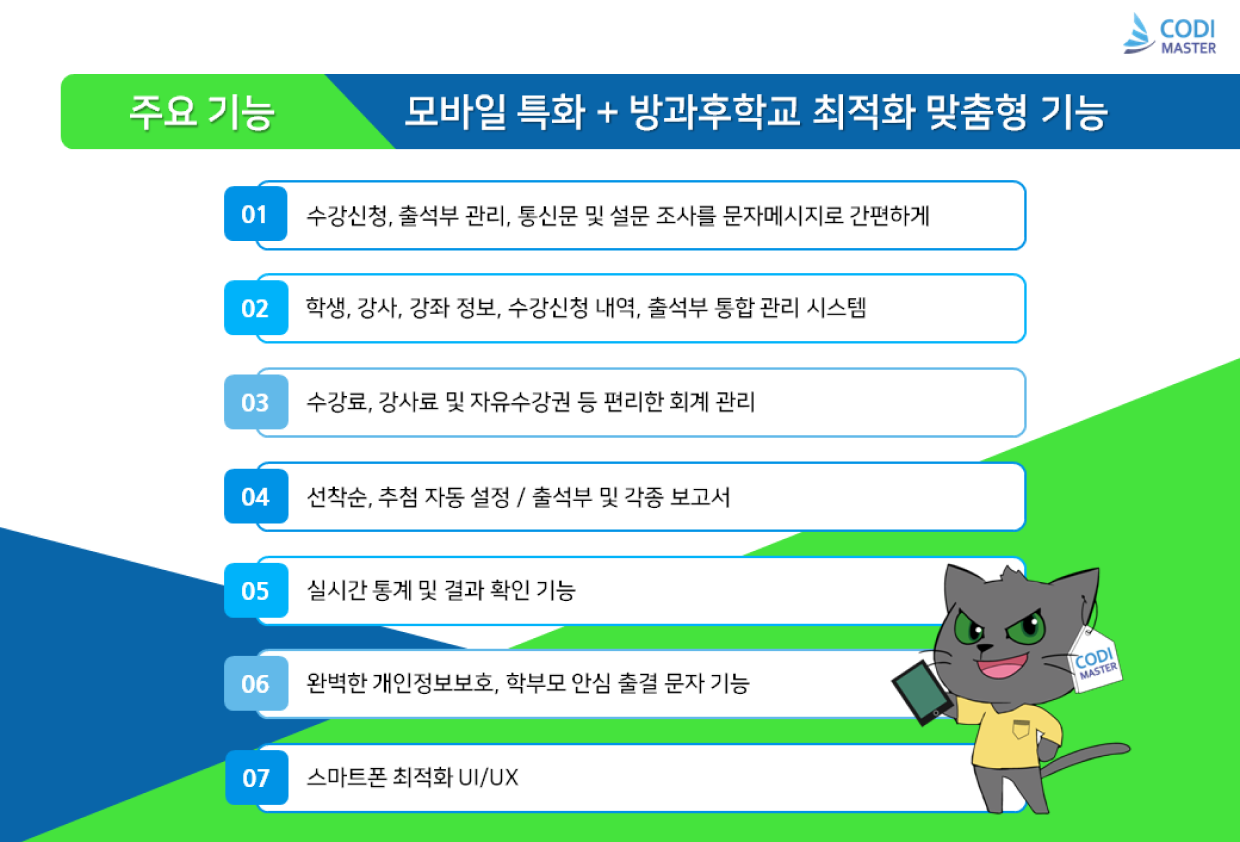 CODI
MASTER
주요 기능
모바일 특화 + 방과후학교 최적화 맞춤형 기능
01
수강신청, 출석부 관리, 통신문 및 설문 조사를 문자메시지로 간편하게
02
학생, 강사, 강좌 정보, 수강신청 내역, 출석부 통합 관리 시스템
03
수강료, 강사료 및 자유수강권 등 편리한 회계 관리
04
선착순, 추첨 자동 설정 / 출석부 및 각종 보고서
05
실시간 통계 및 결과 확인 기능
06
완벽한 개인정보보호, 학부모 안심 출결 문자 기능
07
스마트폰 최적화 UI/UX
CODI
MASTER